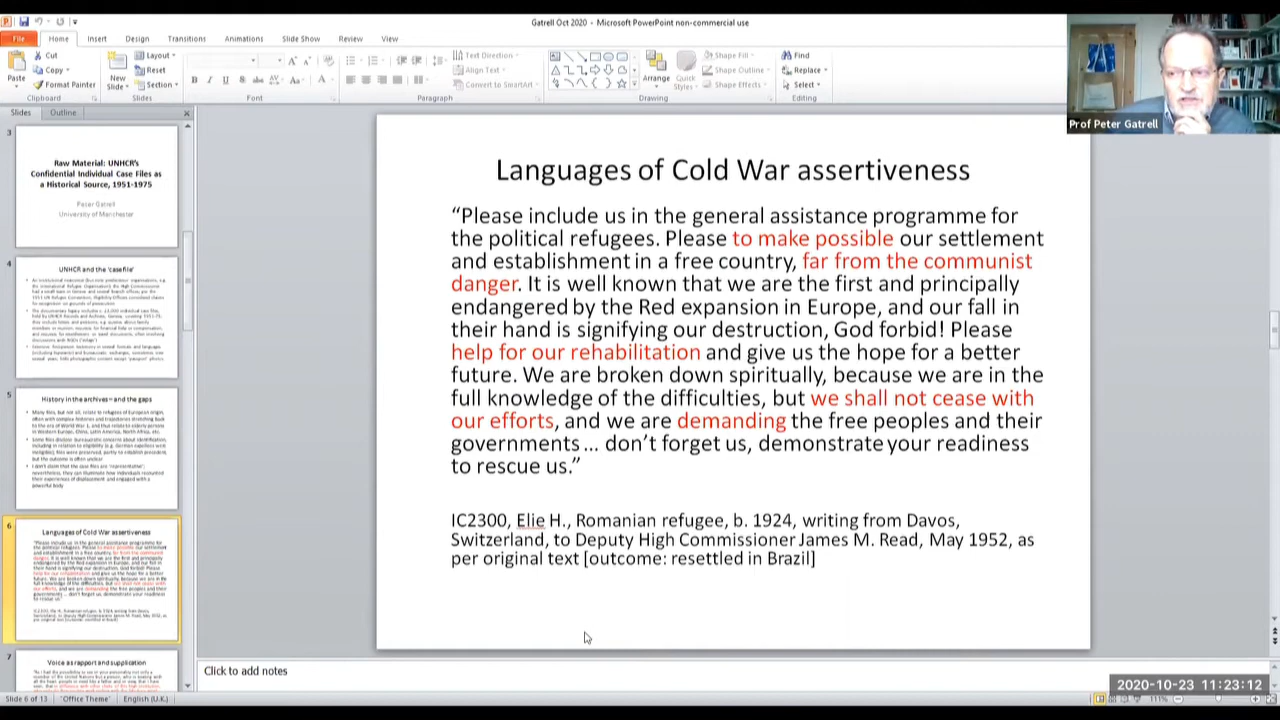 Gatrell Oct 2020 - Microsoft PowerPoint non-commercial use
File Home Insert Design Transitions Animations Slide Show Review View
Paste
Cut
Copy
Format Painter
Clipboard
New
Slide
Layout
Reset
Section
Slides
Font
Text Direction
Align Text
Convert to SmartArt
Paragraph
Arrange
Quick
Styles
Shape Fill
Shape Outline
Shape Effects
Drawing
Find
Replace
Select
Editing
Prof Peter Gatrell
Slides Outline
3
Raw Material: UNHCR's
Confidential Individual Case Files as
a Historical Source, 1951-1975
Peter Gatrell
University of Manchester
4
UNHCR and the 'case file'
5
History in the archives – and the gaps
6
Languages of Cold War assertiveness
7
Voice as rapport and supplication
Languages of Cold War assertiveness
“Please include us in the general assistance programme for
the political refugees. Please to make possible our settlement
and establishment in a free country, far from the communist
danger. It is well known that we are the first and principally
endangered by the Red expansion in Europe, and our fall in
their hand is signifying our destruction, God forbid! Please
help for our rehabilitation and give us the hope for a better
future. We are broken down spiritually, because we are in the
full knowledge of the difficulties, but we shall not cease with
our efforts, and we are demanding the free peoples and their
governments ... don’t forget us, demonstrate your readiness
to rescue us.”
IC2300, Elie H., Romanian refugee, b. 1924, writing from Davos,
Switzerland, to Deputy High Commissioner James M. Read, May 1952, as
per original text [outcome: resettled in Brazil]
Click to add notes
Slide 6 of 13 'Office Theme' English (U.K.)
111%
2020-10-23 11:23:12